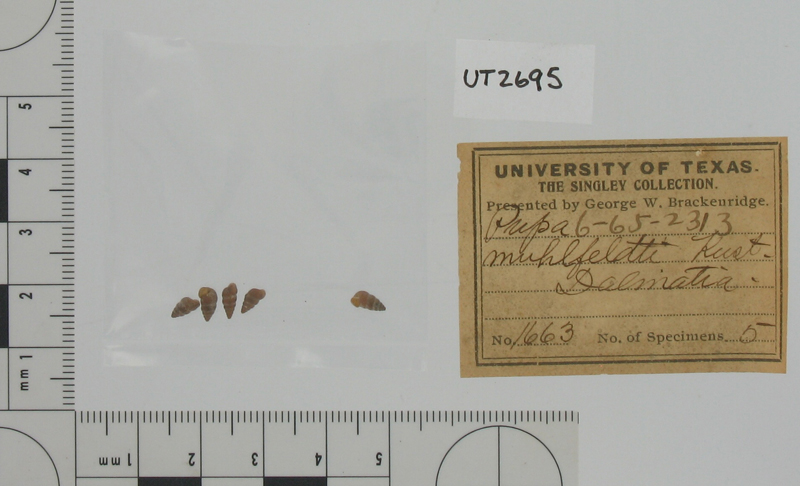 UT2695
UNIVERSITY OF TEXAS.
THE SINGLEY COLLECTION.
Presented by George W. Brackenridge.
Pupa 6-65-2313
muhlfeldti Kust.
Dalmatia.
No. 1663 No. of Specimens 5
5
4
3
2
mm 1
1 mm 2 3 4 5